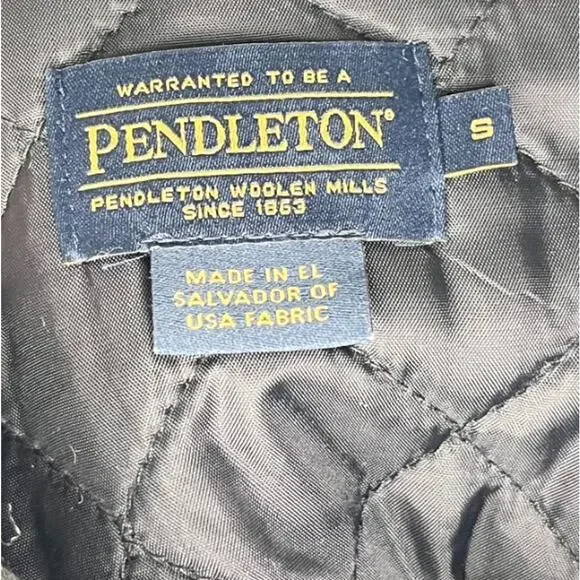 WARRANTED TO BE A
PENDLETON®
S
PENDLETON WOOLEN MILLS
SINCE 1863
MADE IN EL
SALVADOR OF
USA FABRIC